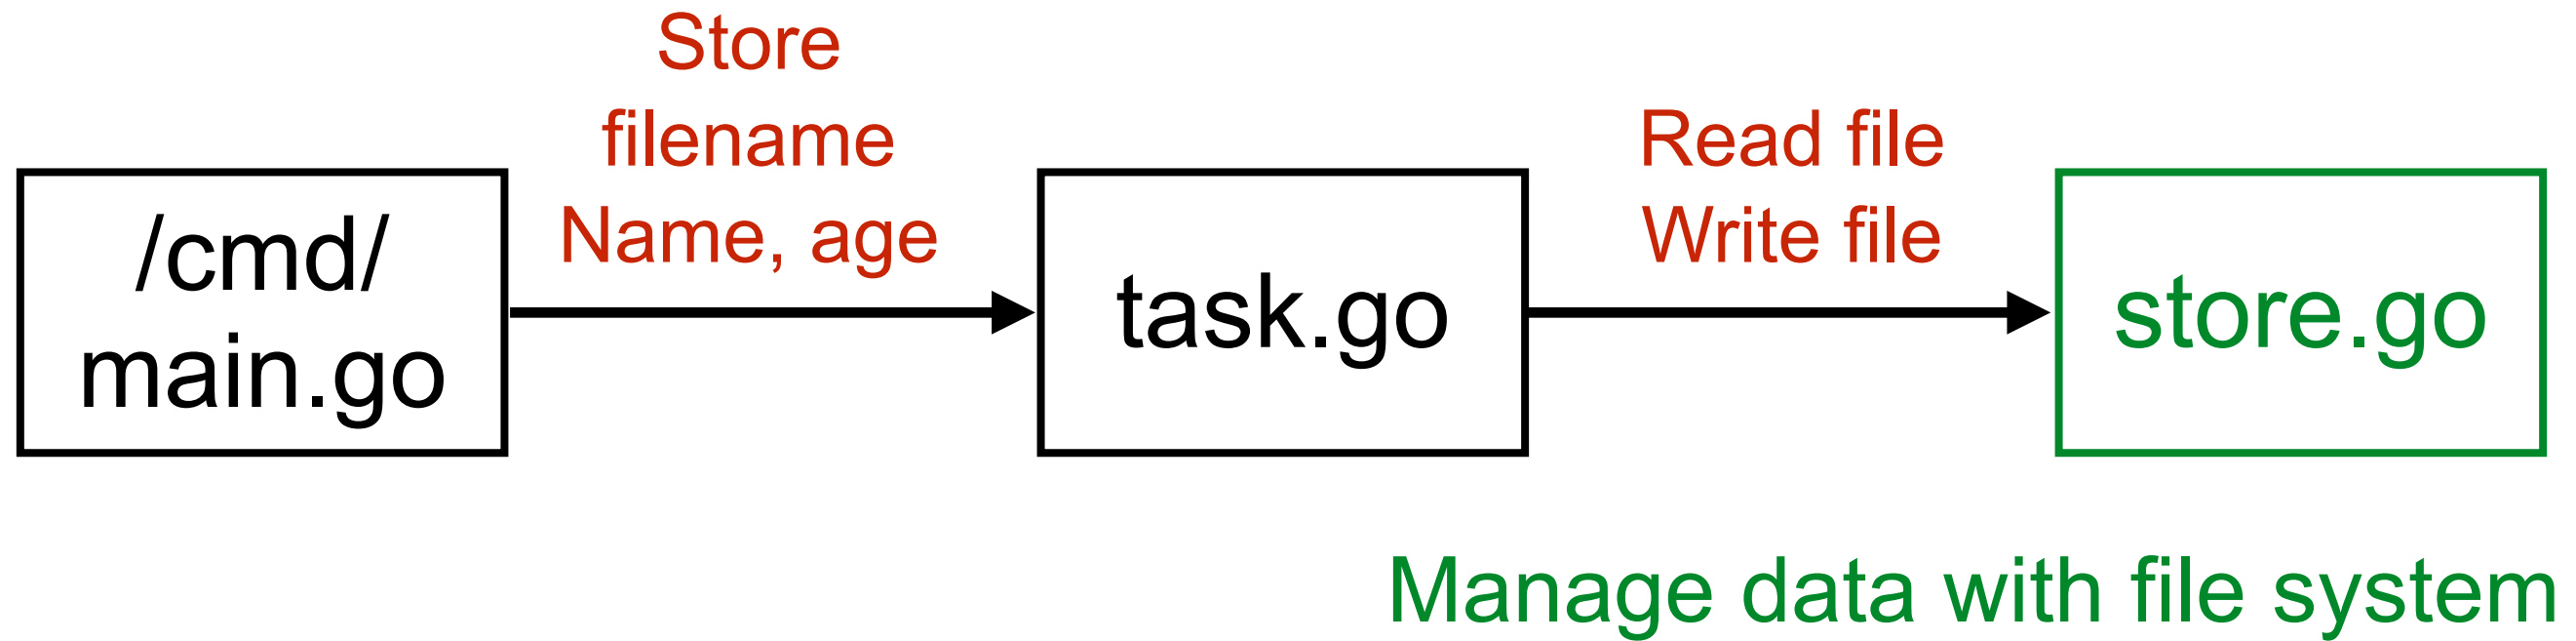 /cmd/
main.go
Store
filename
Name, age
task.go
Read file
Write file
store.go
Manage data with file system